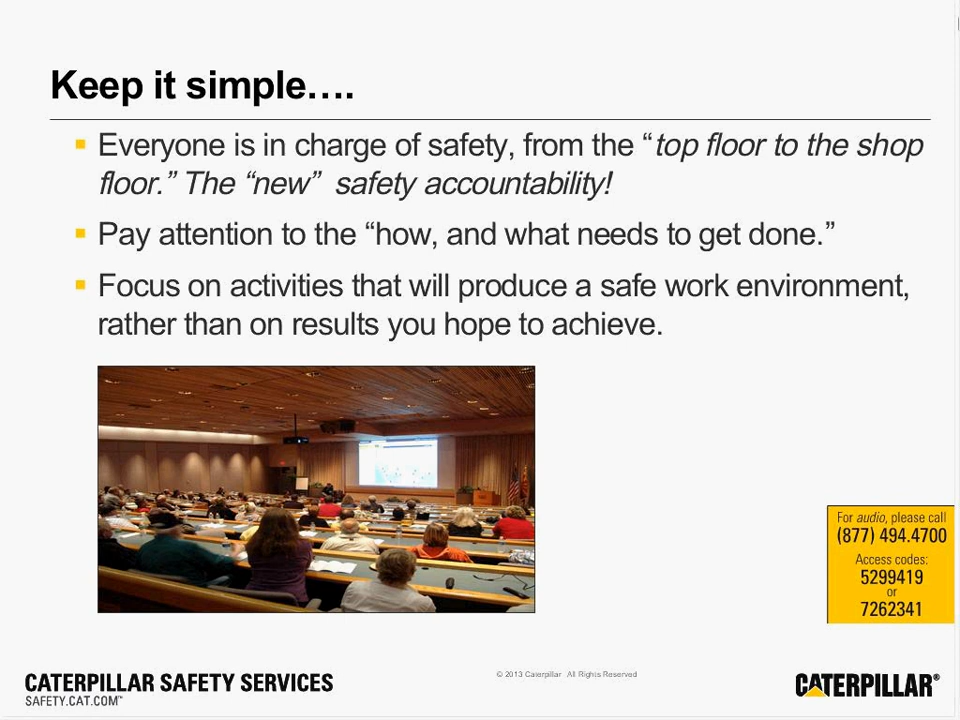 Keep it simple….
Everyone is in charge of safety, from the “top floor to the shop
floor.” The “new”  safety accountability!
Pay attention to the “how, and what needs to get done.”
Focus on activities that will produce a safe work environment,
rather than on results you hope to achieve.
For audio, please call
(877) 494.4700
Access codes:
5299419
or
7262341
CATERPILLAR SAFETY SERVICES
SAFETY.CAT.COM™
© 2013 Caterpillar  All Rights Reserved
CATERPILLAR®